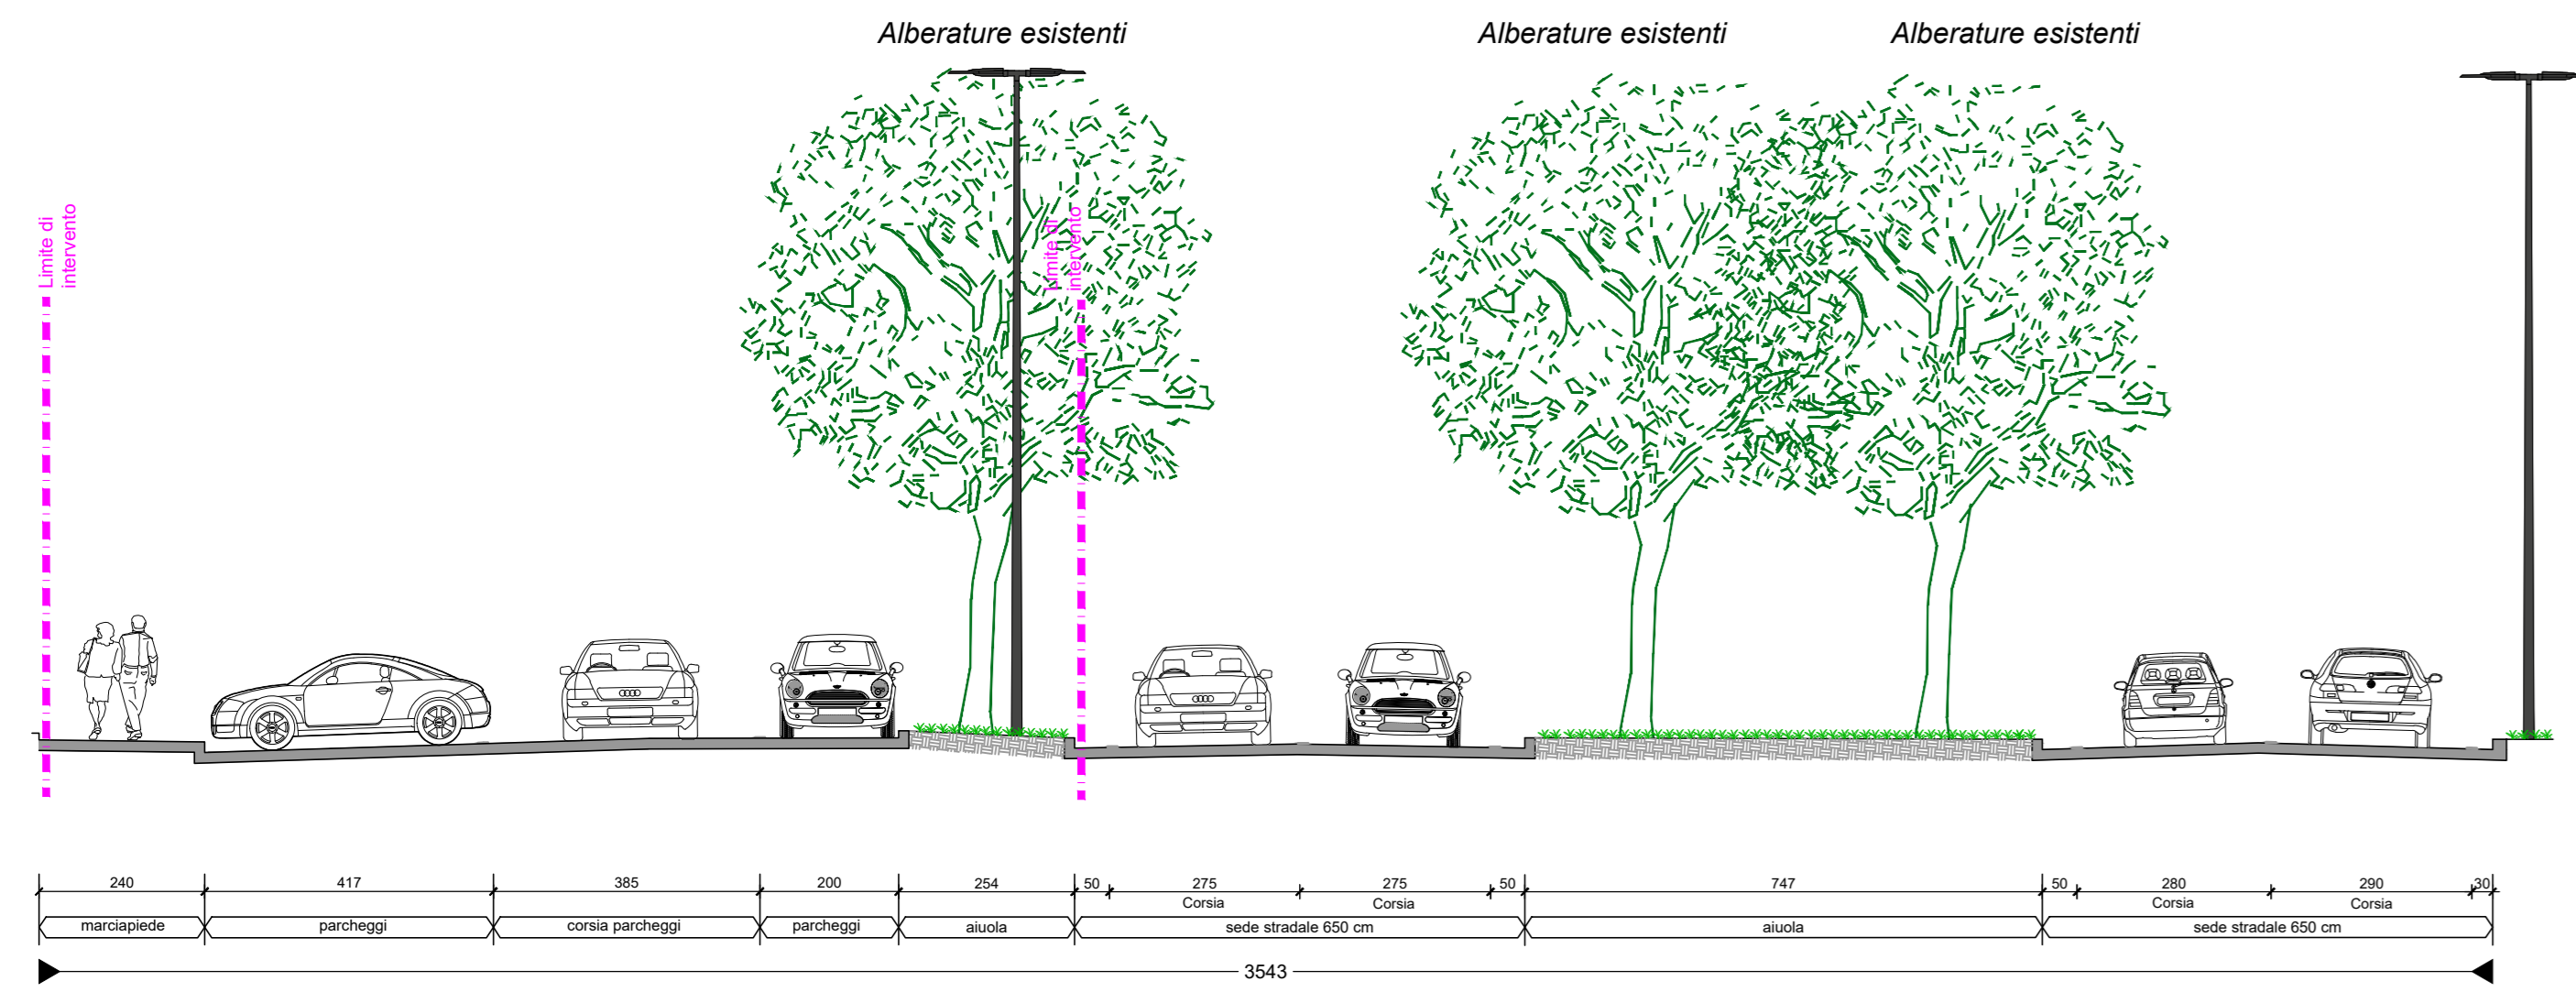 Alberature esistenti
Alberature esistenti
Alberature esistenti
Limite di
intervento
Limite di
intervento
240
417
385
200
254
50
275
275
50
747
50
280
290
30
Corsia
Corsia
Corsia
Corsia
marciapiede
parcheggi
corsia parcheggi
parcheggi
aiuola
sede stradale 650 cm
aiuola
sede stradale 650 cm
3543